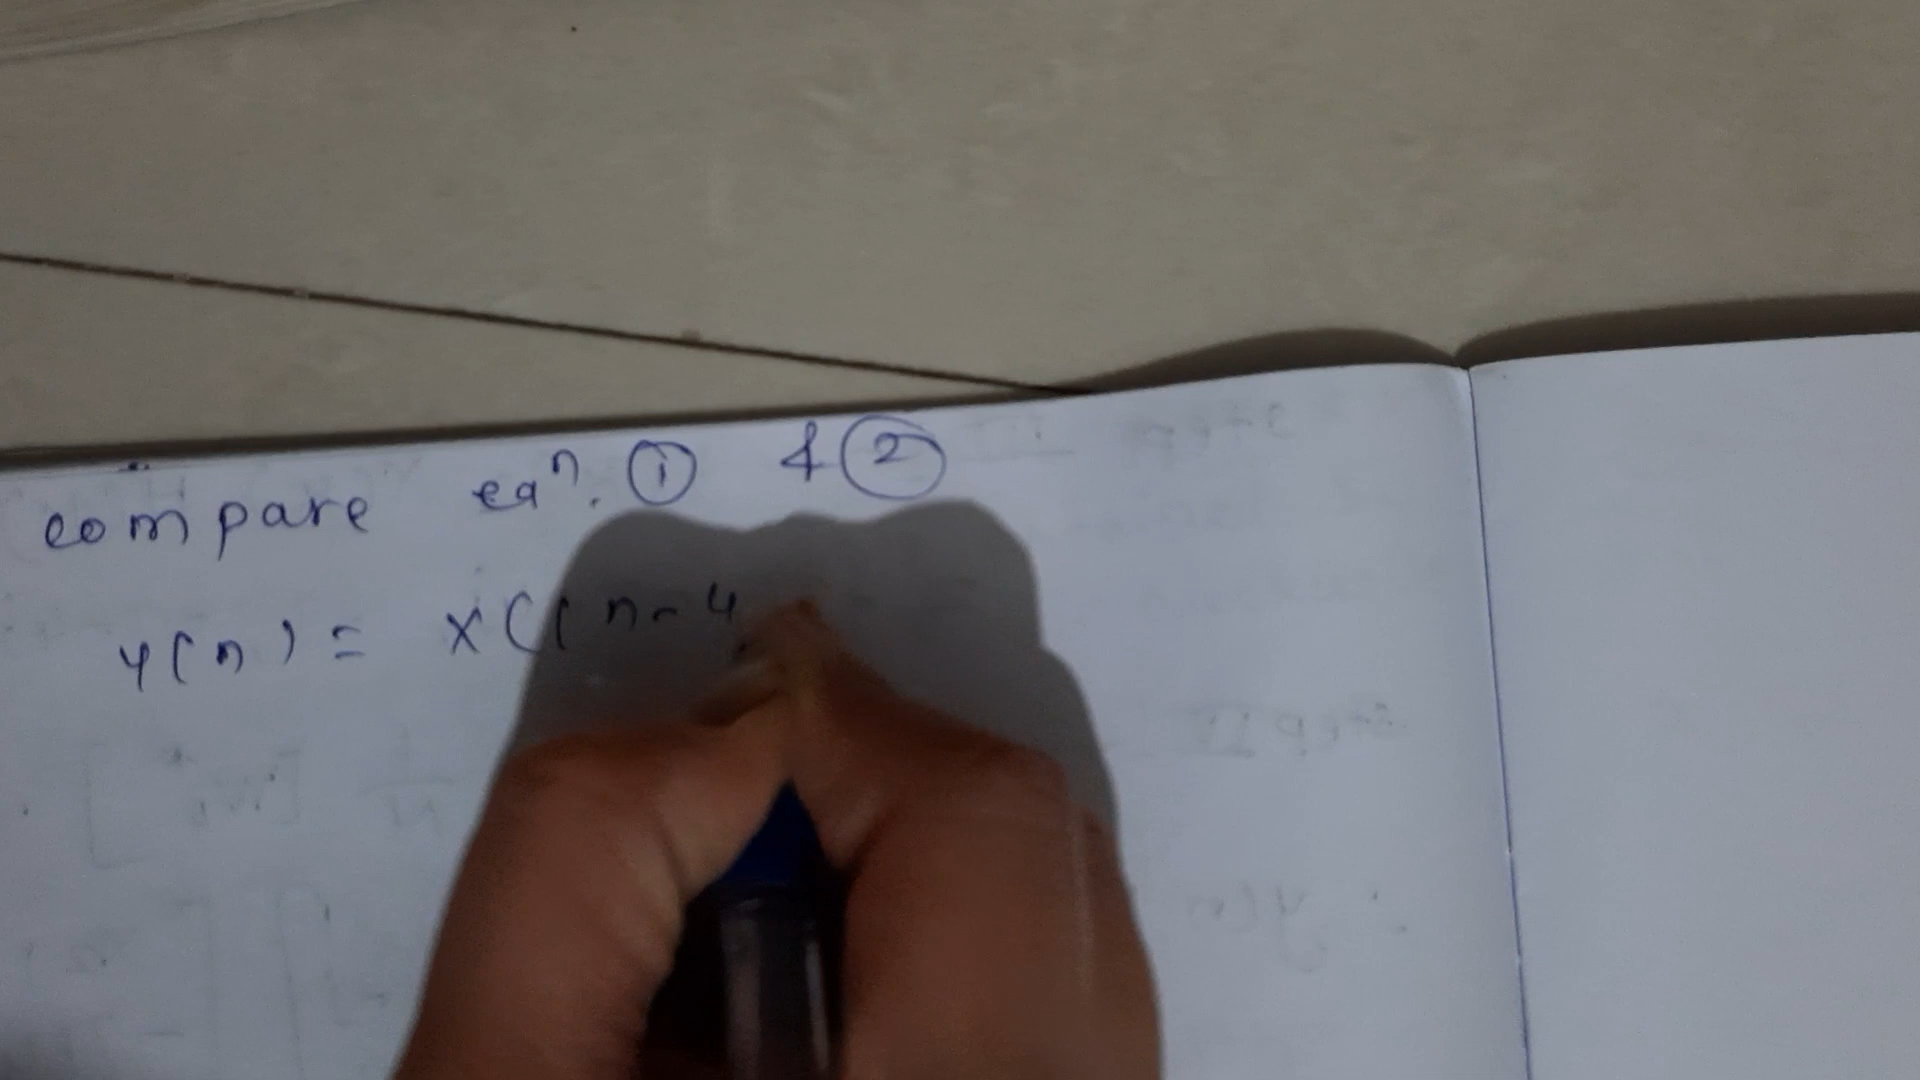 compare eqn. ① & ②
y(n) = x((n-4